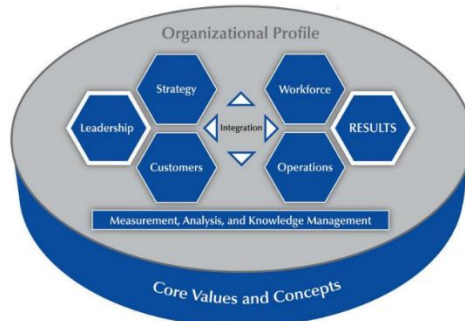 Organizational Profile
Strategy
Workforce
Leadership
Integration
RESULTS
Customers
Operations
Measurement, Analysis, and Knowledge Management
Core Values and Concepts